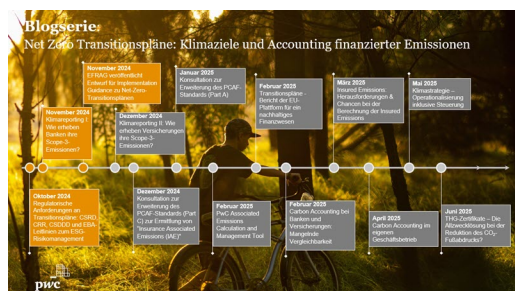 Blogserie
Net Zero Transitionspläne: Klimaziele und Accounting finanzierter Emissionen
November 2024
EFRAG veröffentlicht
Entwurf für Implementation
Guidance zu Net-Zero-
Transitionsplänen
Januar 2025
Konsultation zur
Erweiterung des PCAF-
Standards (Part A)
Februar 2025
Transitionspläne -
Bericht der EU-
Plattform für ein
nachhaltiges
Finanzwesen
März 2025
Insured Emissions:
Herausforderungen &
Chancen bei der
Berechnung der Insured
Emissions
Mai 2025
Klimastrategie –
Operationalisierung
inklusive Steuerung
November 2024
Klimareporting I:
Wie erheben
Banken ihre
Scope-3-
Emissionen?
Dezember 2024
Klimareporting II: Wie
erheben Versicherungen
ihre Scope-3-
Emissionen?
Oktober 2024
Regulatorische
Anforderungen an
Transitionspläne: CSRD,
CRR, CSDDD und EBA-
Leitlinien zum ESG-
Risikomanagement
Dezember 2024
Konsultation zur
Erweiterung des
PCAF-Standards (Part
C) zur Ermittlung von
"Insurance Associated
Emissions (IAE)"
Februar 2025
PwC Associated
Emissions
Calculation and
Management Tool
Februar 2025
Carbon Accounting bei
Banken und
Versicherungen:
Mangelnde
Vergleichbarkeit
April 2025
Carbon Accounting im
eigenen
Geschäftsbetrieb
Juni 2025
THG-Zertifikate – Die
Allzwecklösung bei der
Reduktion des CO₂-
Fußabdrucks?
pwc